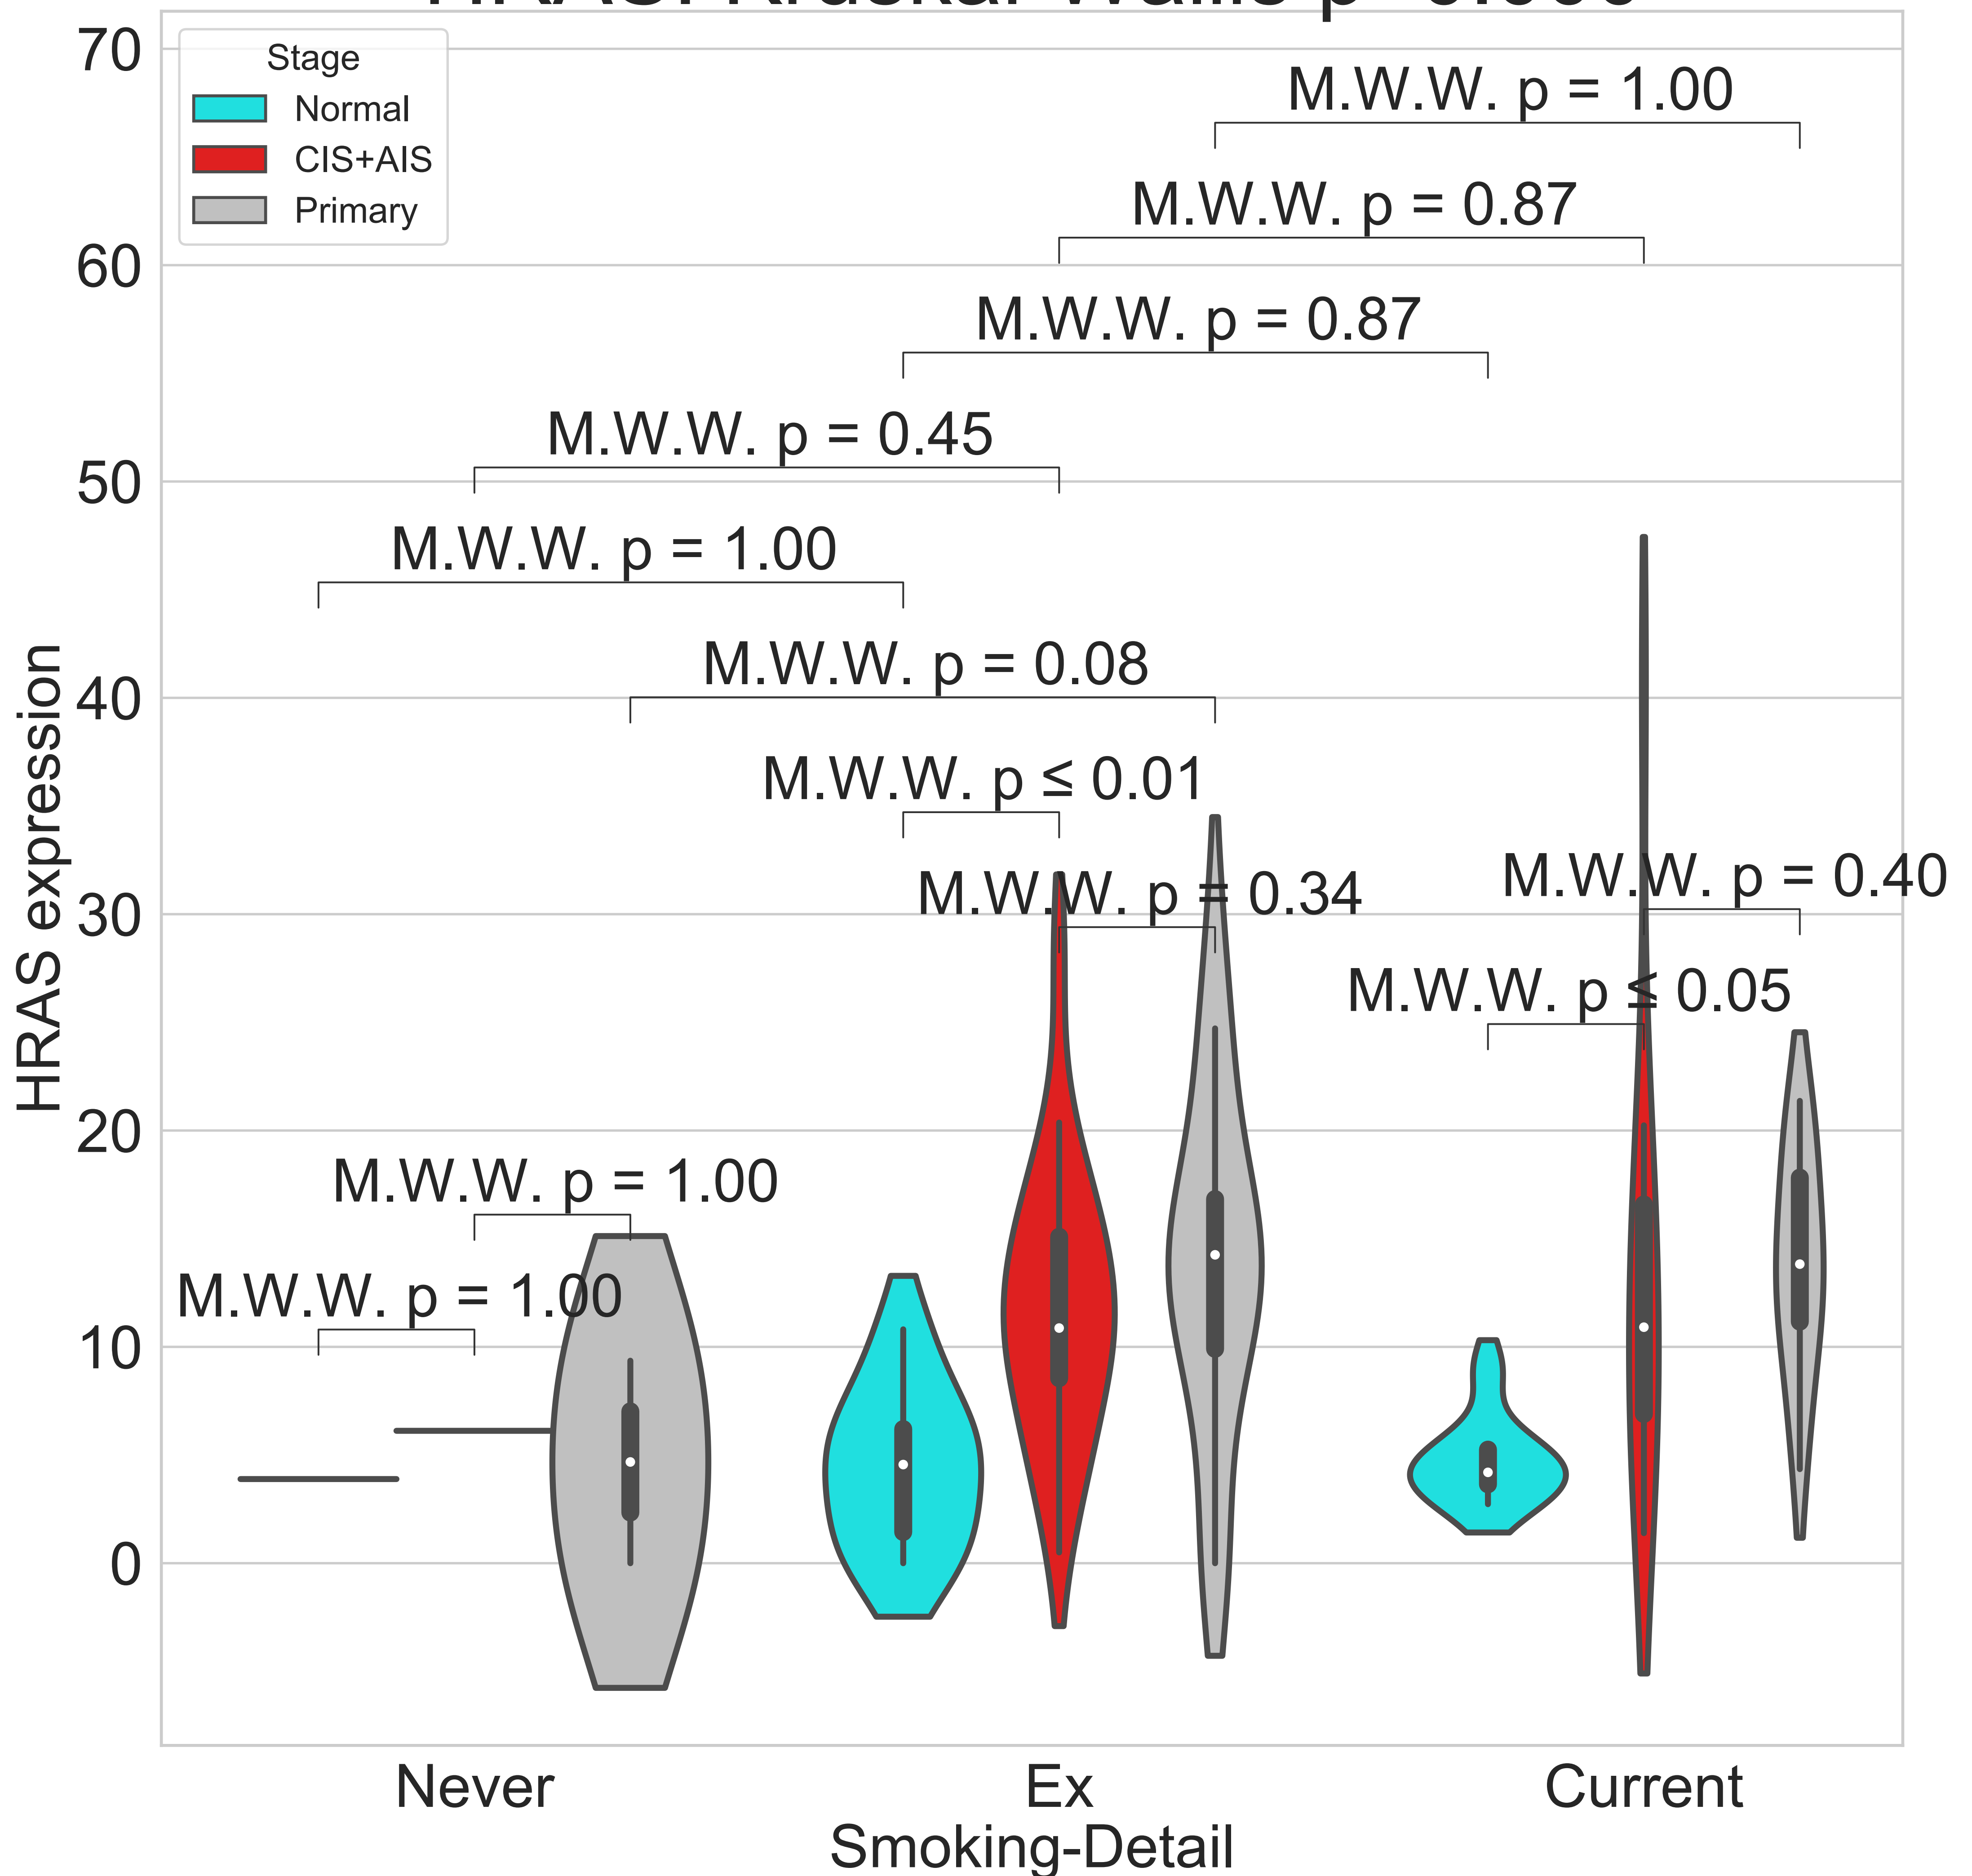 70
Stage
Normal
CIS+AIS
Primary
M.W.W. p = 1.00
M.W.W. p = 0.87
60
M.W.W. p = 0.87
M.W.W. p = 0.45
50
M.W.W. p = 1.00
M.W.W. p = 0.08
40
M.W.W. p ≤ 0.01
M.W.W. p = 0.34
M.W.W. p = 0.40
30
M.W.W. p ≤ 0.05
HRAS expression
20
M.W.W. p = 1.00
M.W.W. p = 1.00
10
0
Never
Ex
Current
Smoking-Detail